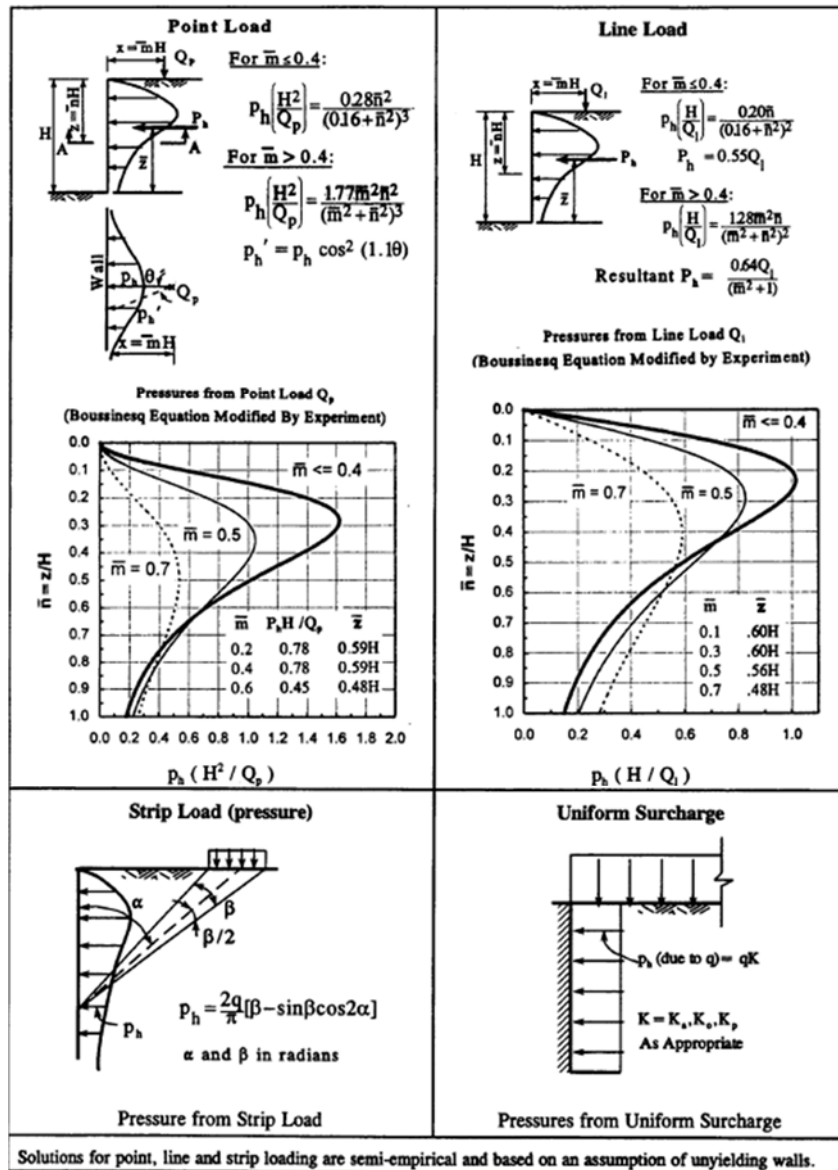 Point Load
x = m̄H
Q_p
For m̄ ≤ 0.4:
p_h(H²/Q_p) = 0.28n̄²/(0.16+n̄²)³
H
z = n̄H
P_h
A
A
z̄
For m̄ > 0.4:
p_h(H²/Q_p) = 1.77m̄²n̄²/(m̄²+n̄²)³
p_h′ = p_h cos² (1.1θ)
Wall
p_h
θ
Q_p
p_h′
x = m̄H
Pressures from Point Load Q_p
(Boussinesq Equation Modified By Experiment)
0.0
0.1
0.2
0.3
0.4
0.5
0.6
0.7
0.8
0.9
1.0
n̄ = z/H
m̄ <= 0.4
m̄ = 0.5
m̄ = 0.7
m̄ P_hH /Q_p z̄
0.2 0.78 0.59H
0.4 0.78 0.59H
0.6 0.45 0.48H
0.0 0.2 0.4 0.6 0.8 1.0 1.2 1.4 1.6 1.8 2.0
p_h ( H² / Q_p )
Line Load
x = m̄H
Q_l
For m̄ ≤ 0.4:
p_h(H/Q_l) = 0.20n̄/(0.16+n̄²)²
P_h = 0.55Q_l
H
z = n̄H
P_h
z̄
For m̄ > 0.4:
p_h(H/Q_l) = 1.28m̄²n̄/(m̄²+n̄²)²
Resultant P_h = 0.64Q_l/(m̄²+1)
Pressures from Line Load Q_l
(Boussinesq Equation Modified by Experiment)
0.0
0.1
0.2
0.3
0.4
0.5
0.6
0.7
0.8
0.9
1.0
n̄ = z/H
m̄ <= 0.4
m̄ = 0.5
m̄ = 0.7
m̄ z̄
0.1 .60H
0.3 .60H
0.5 .56H
0.7 .48H
0.0 0.2 0.4 0.6 0.8 1.0
p_h ( H / Q_l )
Strip Load (pressure)
α
β
β/2
p_h
p_h = 2q/π[β−sinβcos2α]
α and β in radians
Pressure from Strip Load
Uniform Surcharge
p_h (due to q) = qK
K = K_a, K_o, K_p
As Appropriate
Pressures from Uniform Surcharge
Solutions for point, line and strip loading are semi-empirical and based on an assumption of unyielding walls.